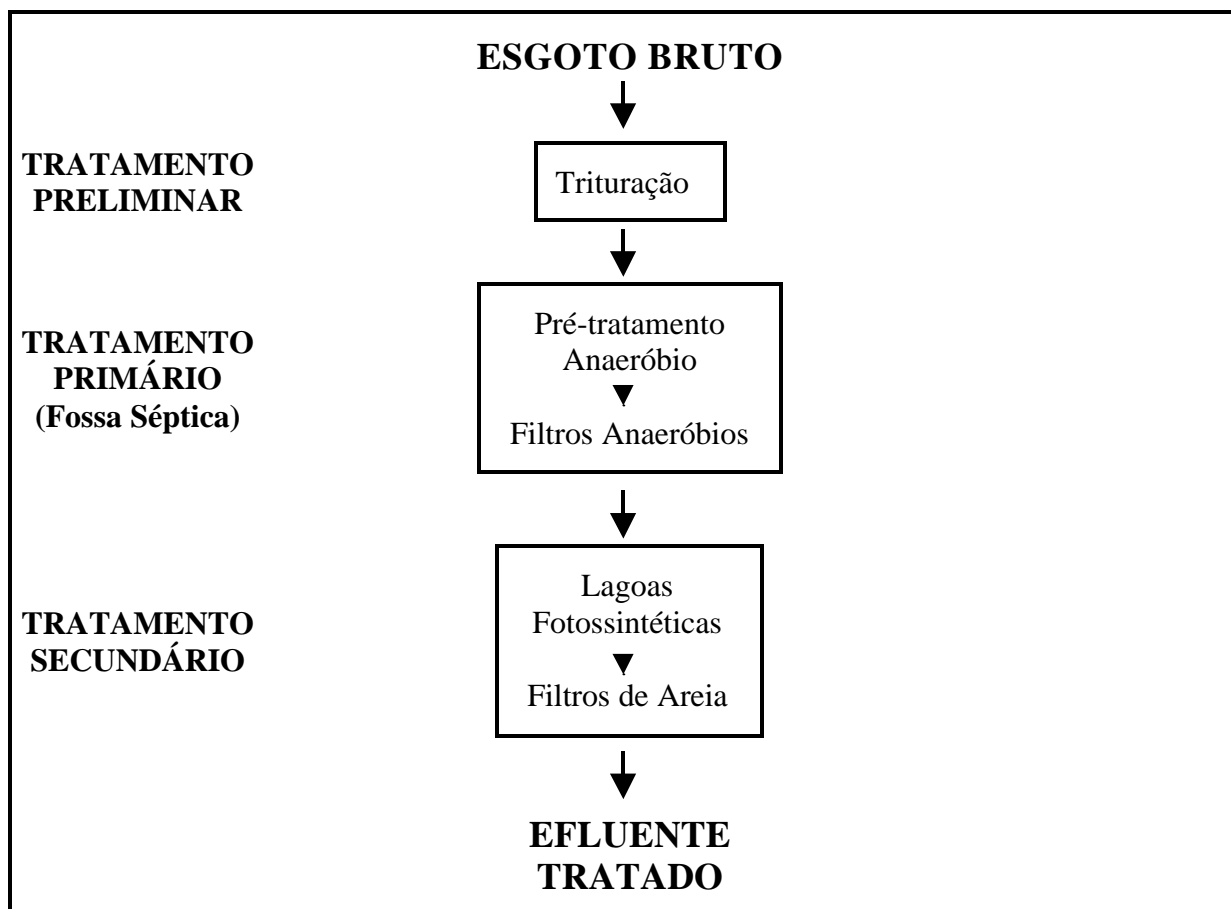 ESGOTO BRUTO
TRATAMENTO
PRELIMINAR
Trituração
TRATAMENTO
PRIMÁRIO
(Fossa Séptica)
Pré-tratamento
Anaeróbio
Filtros Anaeróbios
TRATAMENTO
SECUNDÁRIO
Lagoas
Fotossintéticas
Filtros de Areia
EFLUENTE
TRATADO